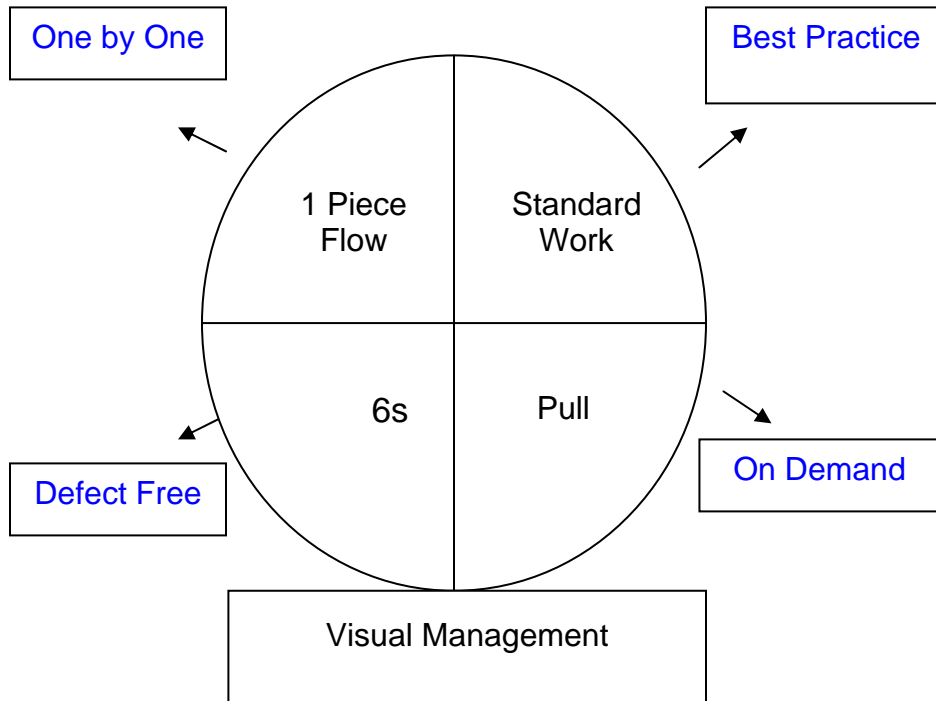 One by One
Best Practice
1 Piece
Flow
Standard
Work
6s
Pull
Defect Free
On Demand
Visual Management